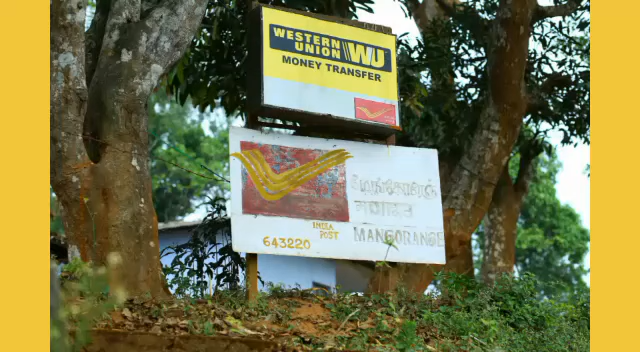 WESTERN
UNION WU
MONEY TRANSFER
INDIA
POST
643220
MANGORANGE